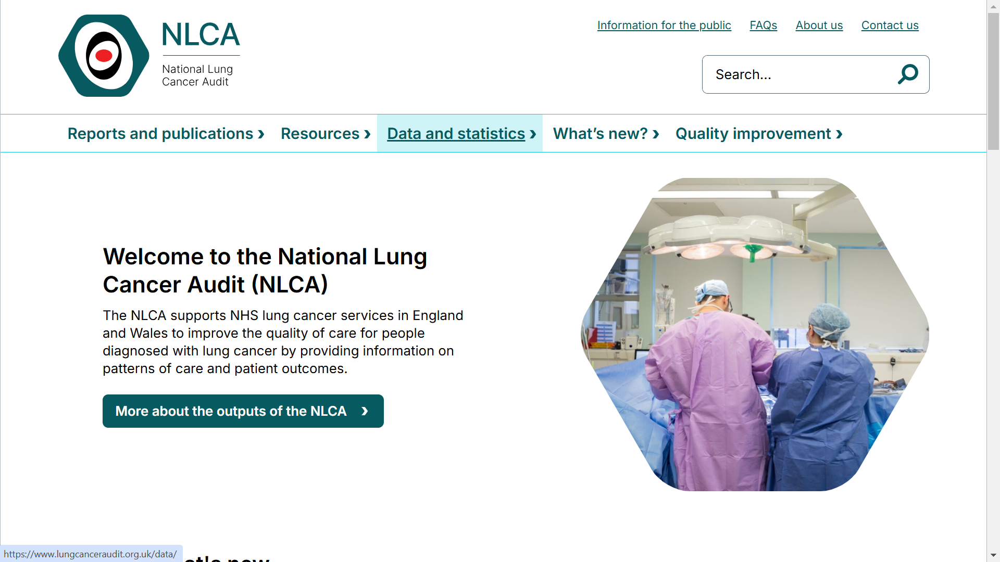 NLCA
National Lung
Cancer Audit
Information for the public
FAQs
About us
Contact us
Search...
Reports and publications ›
Resources ›
Data and statistics ›
What’s new? ›
Quality improvement ›
Welcome to the National Lung
Cancer Audit (NLCA)
The NLCA supports NHS lung cancer services in England
and Wales to improve the quality of care for people
diagnosed with lung cancer by providing information on
patterns of care and patient outcomes.
More about the outputs of the NLCA ›
https://www.lungcanceraudit.org.uk/data/